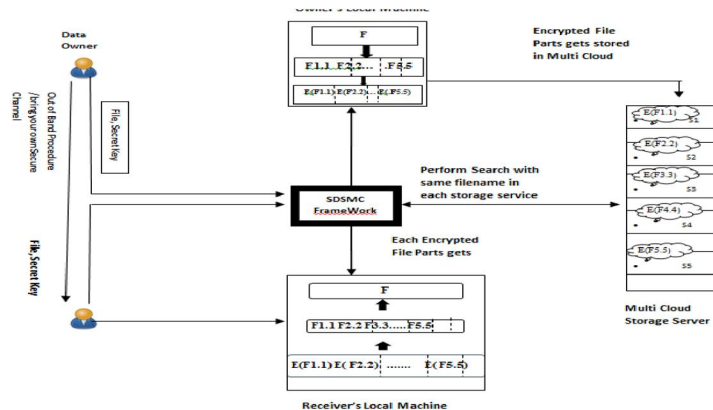 Owner's Local Machine
Data
Owner
F
F1.1 F2.2... .F5.5
E(F1.1) E(F2.2) ... E(.F5.5)
Encrypted File
Parts gets stored
in Multi Cloud
Out of Band Procedure
/ bring your own Secure
Channel
File, Secret Key
File, Secret Key
SDSMC
FrameWork
Perform Search with
same filename in
each storage service
E(F1.1)
S1
E(F2.2)
S2
E(F3.3)
S3
E(F4.4)
S4
E(F5.5)
S5
Multi Cloud
Storage Server
Each Encrypted
File Parts gets
F
F1.1 F2.2 F3.3.....F5.5
E(F1.1) E( F2.2) ....... E( F5.5)
Receiver's Local Machine